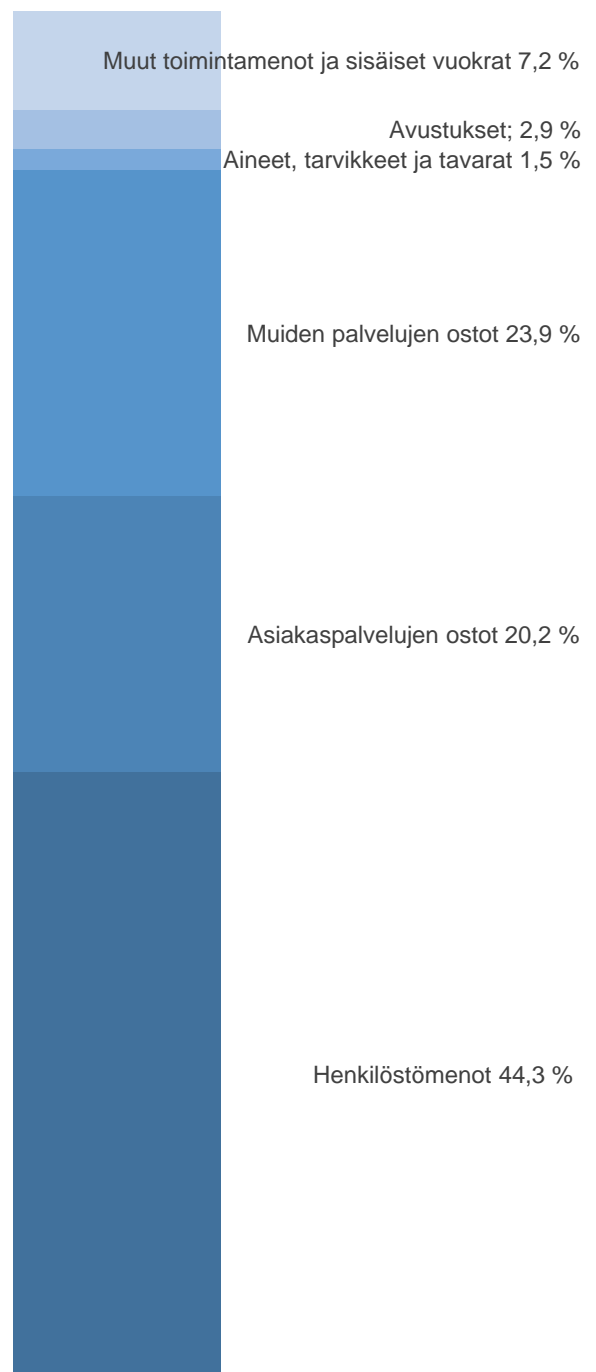 Muut toimintamenot ja sisäiset vuokrat 7,2 %
Avustukset; 2,9 %
Aineet, tarvikkeet ja tavarat 1,5 %
Muiden palvelujen ostot 23,9 %
Asiakaspalvelujen ostot 20,2 %
Henkilöstömenot 44,3 %